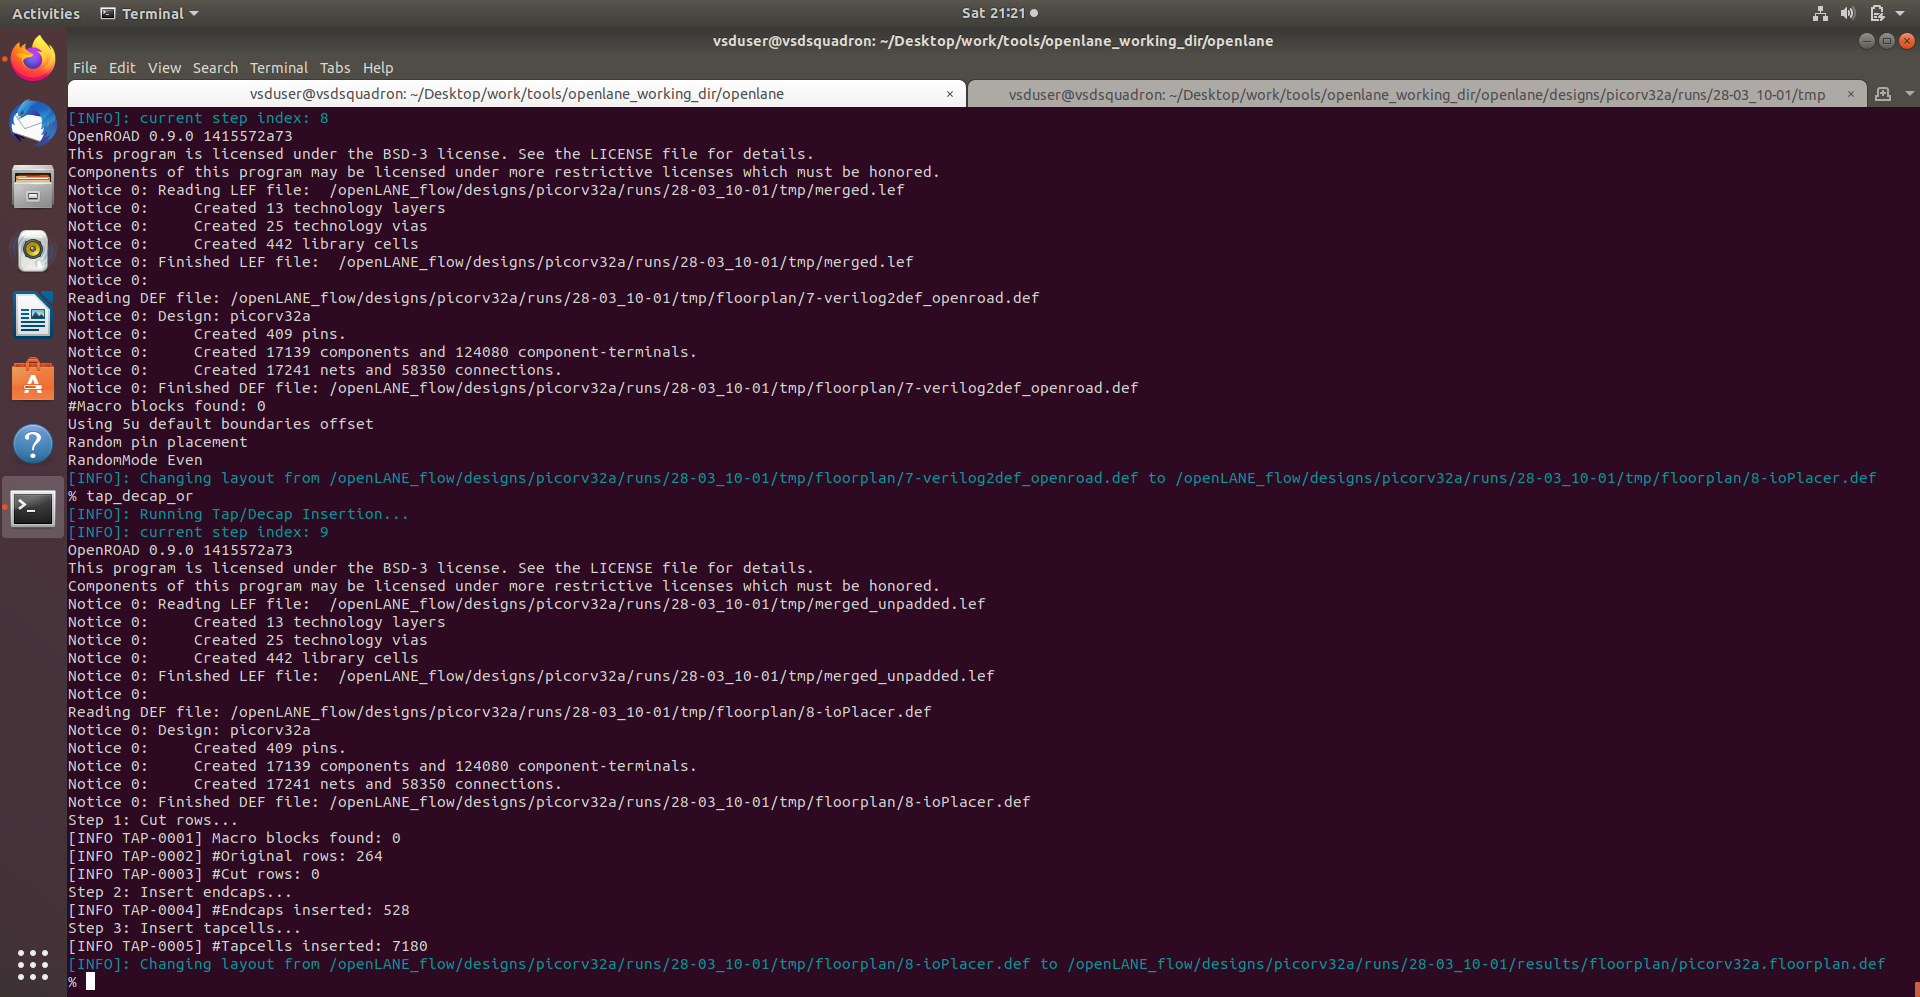 Activities Terminal Sat 21:21
vsduser@vsdsquadron: ~/Desktop/work/tools/openlane_working_dir/openlane
File Edit View Search Terminal Tabs Help
vsduser@vsdsquadron: ~/Desktop/work/tools/openlane_working_dir/openlane × vsduser@vsdsquadron: ~/Desktop/work/tools/openlane_working_dir/openlane/designs/picorv32a/runs/28-03_10-01/tmp ×
[INFO]: current step index: 8
OpenROAD 0.9.0 1415572a73
This program is licensed under the BSD-3 license. See the LICENSE file for details.
Components of this program may be licensed under more restrictive licenses which must be honored.
Notice 0: Reading LEF file:  /openLANE_flow/designs/picorv32a/runs/28-03_10-01/tmp/merged.lef
Notice 0:     Created 13 technology layers
Notice 0:     Created 25 technology vias
Notice 0:     Created 442 library cells
Notice 0: Finished LEF file:  /openLANE_flow/designs/picorv32a/runs/28-03_10-01/tmp/merged.lef
Notice 0:
Reading DEF file: /openLANE_flow/designs/picorv32a/runs/28-03_10-01/tmp/floorplan/7-verilog2def_openroad.def
Notice 0: Design: picorv32a
Notice 0:     Created 409 pins.
Notice 0:     Created 17139 components and 124080 component-terminals.
Notice 0:     Created 17241 nets and 58350 connections.
Notice 0: Finished DEF file: /openLANE_flow/designs/picorv32a/runs/28-03_10-01/tmp/floorplan/7-verilog2def_openroad.def
#Macro blocks found: 0
Using 5u default boundaries offset
Random pin placement
RandomMode Even
[INFO]: Changing layout from /openLANE_flow/designs/picorv32a/runs/28-03_10-01/tmp/floorplan/7-verilog2def_openroad.def to /openLANE_flow/designs/picorv32a/runs/28-03_10-01/tmp/floorplan/8-ioPlacer.def
% tap_decap_or
[INFO]: Running Tap/Decap Insertion...
[INFO]: current step index: 9
OpenROAD 0.9.0 1415572a73
This program is licensed under the BSD-3 license. See the LICENSE file for details.
Components of this program may be licensed under more restrictive licenses which must be honored.
Notice 0: Reading LEF file:  /openLANE_flow/designs/picorv32a/runs/28-03_10-01/tmp/merged_unpadded.lef
Notice 0:     Created 13 technology layers
Notice 0:     Created 25 technology vias
Notice 0:     Created 442 library cells
Notice 0: Finished LEF file:  /openLANE_flow/designs/picorv32a/runs/28-03_10-01/tmp/merged_unpadded.lef
Notice 0:
Reading DEF file: /openLANE_flow/designs/picorv32a/runs/28-03_10-01/tmp/floorplan/8-ioPlacer.def
Notice 0: Design: picorv32a
Notice 0:     Created 409 pins.
Notice 0:     Created 17139 components and 124080 component-terminals.
Notice 0:     Created 17241 nets and 58350 connections.
Notice 0: Finished DEF file: /openLANE_flow/designs/picorv32a/runs/28-03_10-01/tmp/floorplan/8-ioPlacer.def
Step 1: Cut rows...
[INFO TAP-0001] Macro blocks found: 0
[INFO TAP-0002] #Original rows: 264
[INFO TAP-0003] #Cut rows: 0
Step 2: Insert endcaps...
[INFO TAP-0004] #Endcaps inserted: 528
Step 3: Insert tapcells...
[INFO TAP-0005] #Tapcells inserted: 7180
[INFO]: Changing layout from /openLANE_flow/designs/picorv32a/runs/28-03_10-01/tmp/floorplan/8-ioPlacer.def to /openLANE_flow/designs/picorv32a/runs/28-03_10-01/results/floorplan/picorv32a.floorplan.def
%